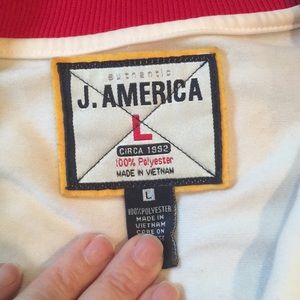 authentic
J. AMERICA
L
CIRCA 1992
100% Polyester
MADE IN VIETNAM
L
100%POLYESTER
MADE IN
VIETNAM